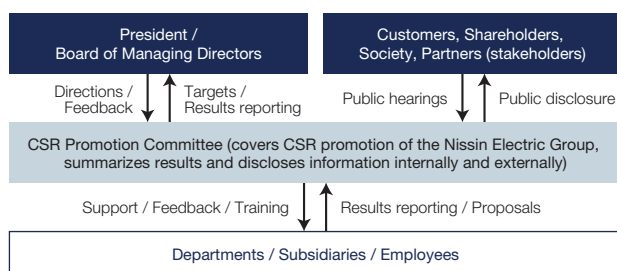 President /
Board of Managing Directors
Customers, Shareholders,
Society, Partners (stakeholders)
Directions /
Feedback
Targets /
Results reporting
Public hearings
Public disclosure
CSR Promotion Committee (covers CSR promotion of the Nissin Electric Group,
summarizes results and discloses information internally and externally)
Support / Feedback / Training
Results reporting / Proposals
Departments / Subsidiaries / Employees